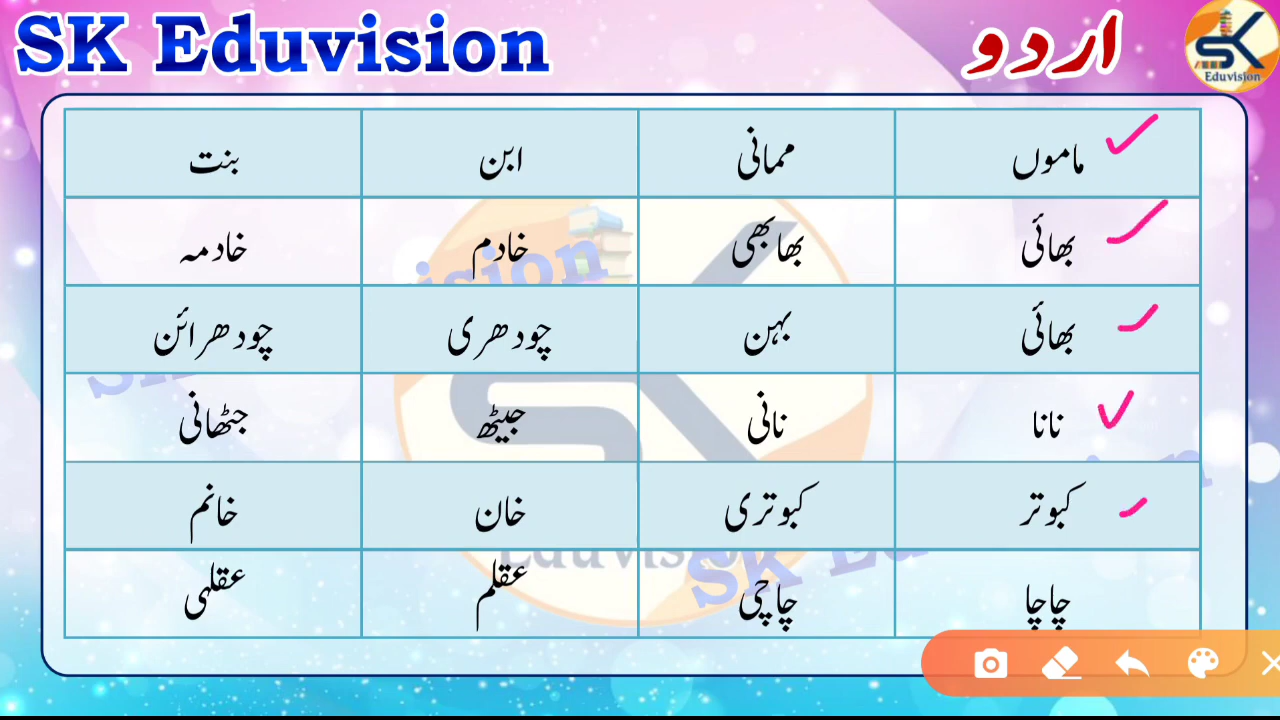 SK Eduvision اردو SK Eduvision
ماموں ممانی ابن بنت
بھائی بھابھی خادم خادمہ
بھائی بہن چودھری چودھرائن
نانا نانی جیٹھ جٹھانی
کبوتر کبوتری خان خانم
چاچا چاچی عقلم عقلہی